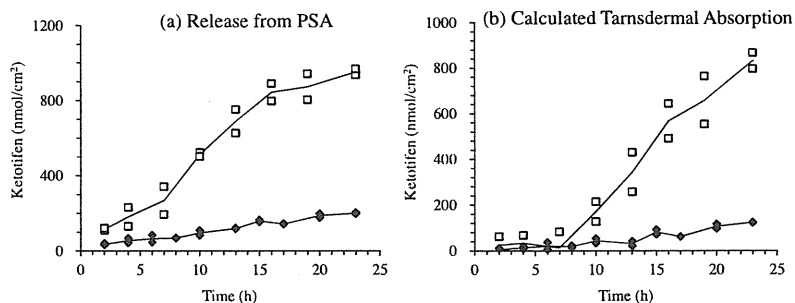 (a) Release from PSA
1200
800
400
0
Ketotifen (nmol/cm²)
0 5 10 15 20 25
Time (h)
(b) Calculated Tarnsdermal Absorption
1000
800
600
400
200
0
Ketotifen (nmol/cm²)
0 5 10 15 20 25
Time (h)